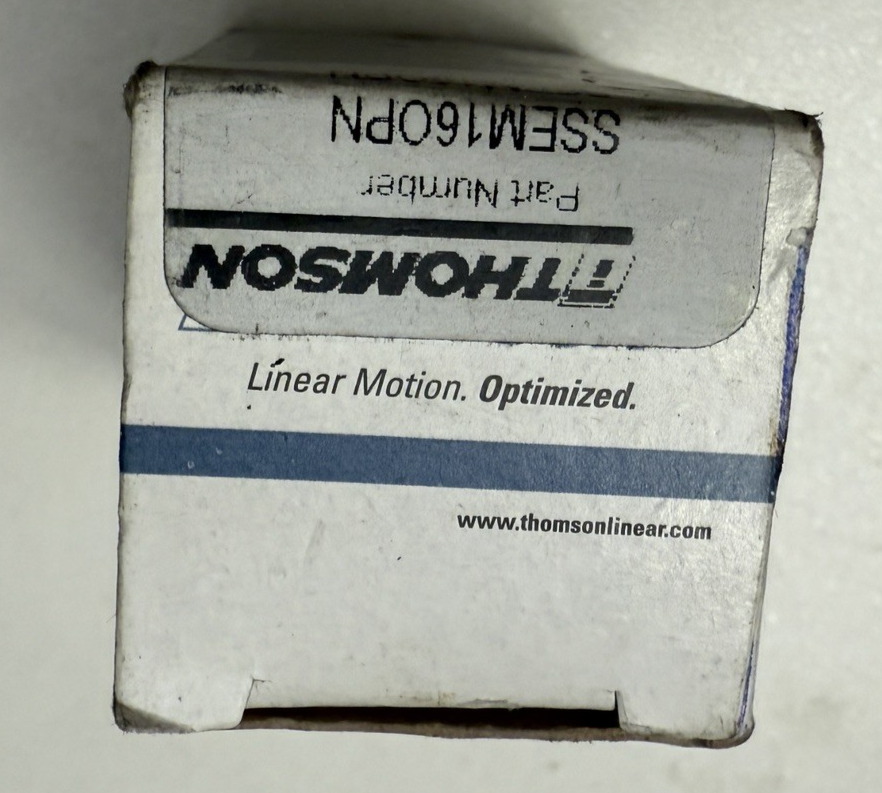 SSEM16OPN
Part Number
THOMSON
Linear Motion. Optimized.
www.thomsonlinear.com